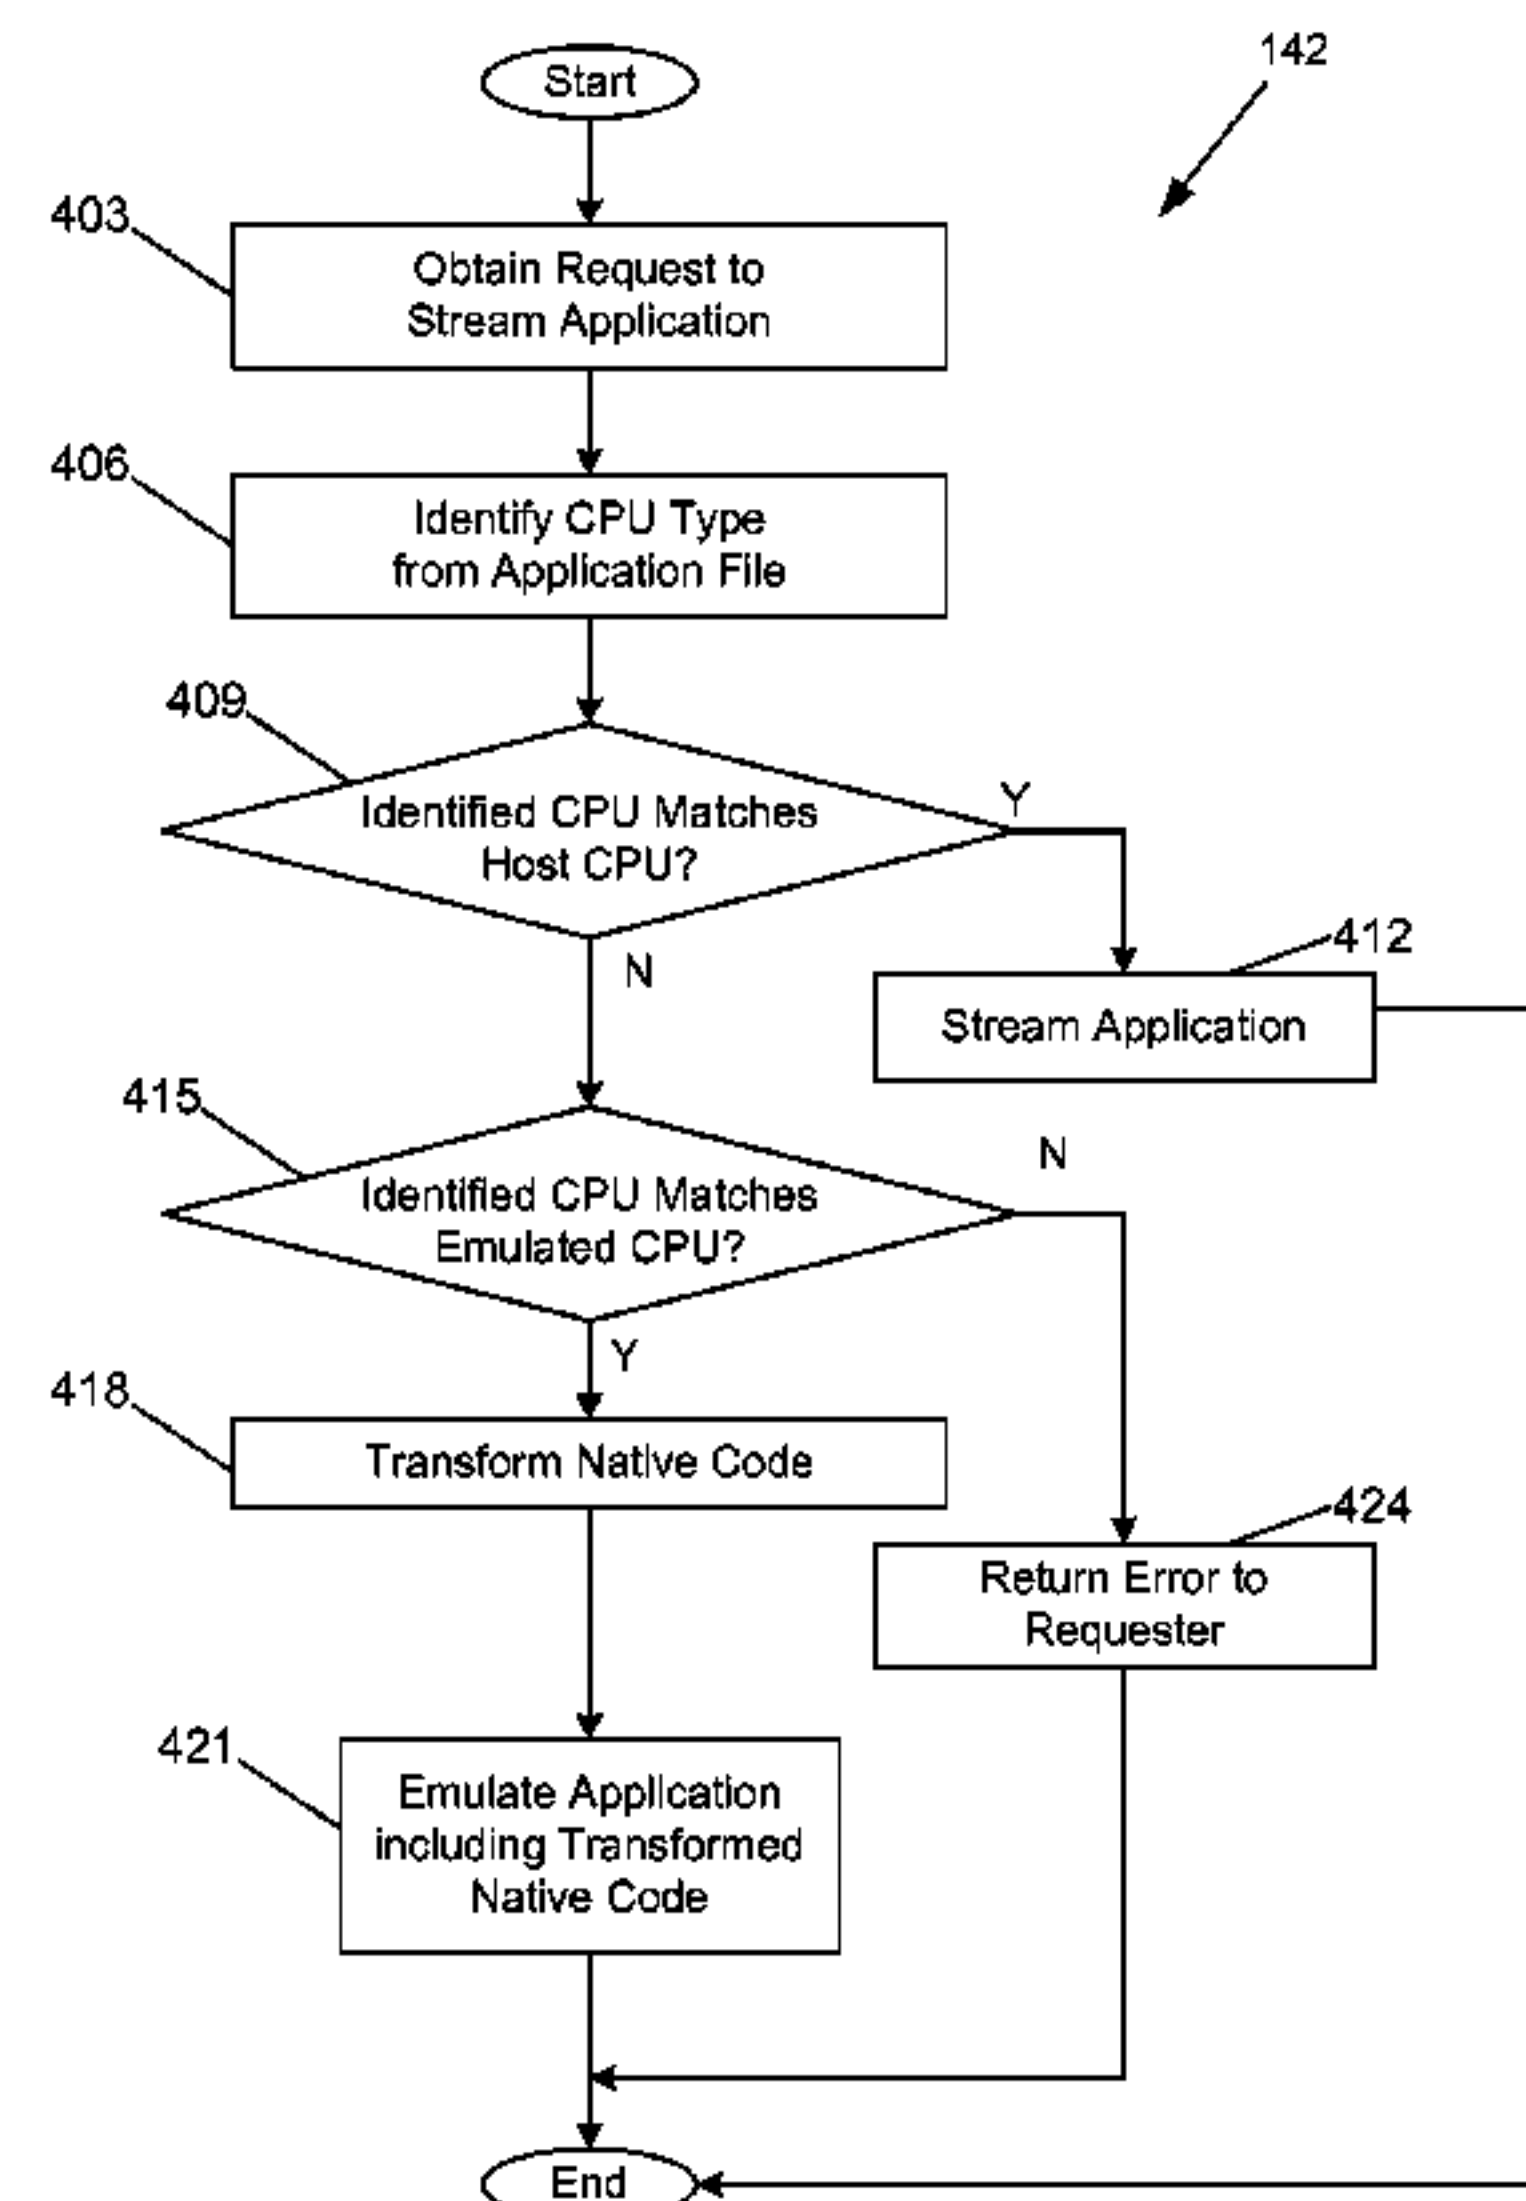 Start
142
403
Obtain Request to
Stream Application
406
Identify CPU Type
from Application File
409
Identified CPU Matches
Host CPU?
Y
N
412
Stream Application
415
Identified CPU Matches
Emulated CPU?
N
Y
418
Transform Native Code
424
Return Error to
Requester
421
Emulate Application
including Transformed
Native Code
End